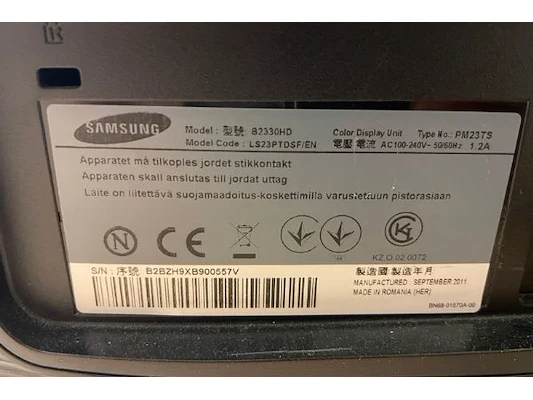 SAMSUNG
Model : 型號 : B2330HD
Color Display Unit Type No.: PM23TS
Model Code : LS23PTDSF/EN
電壓 電流 AC100-240V~ 50/60Hz 1.2A
Apparatet må tilkoples jordet stikkontakt
Apparaten skall anslutas till jordat uttag
Laite on liitettävä suojamaadoitus-koskettimilla varustetuun pistorasiaan
N
CE
KZ.O.02.0072
S/N : 序號 : B2BZH9XB900557V
製造國 製造年月
MANUFACTURED : SEPTEMBER 2011
MADE IN ROMANIA (HER)
BN68-01570A-00